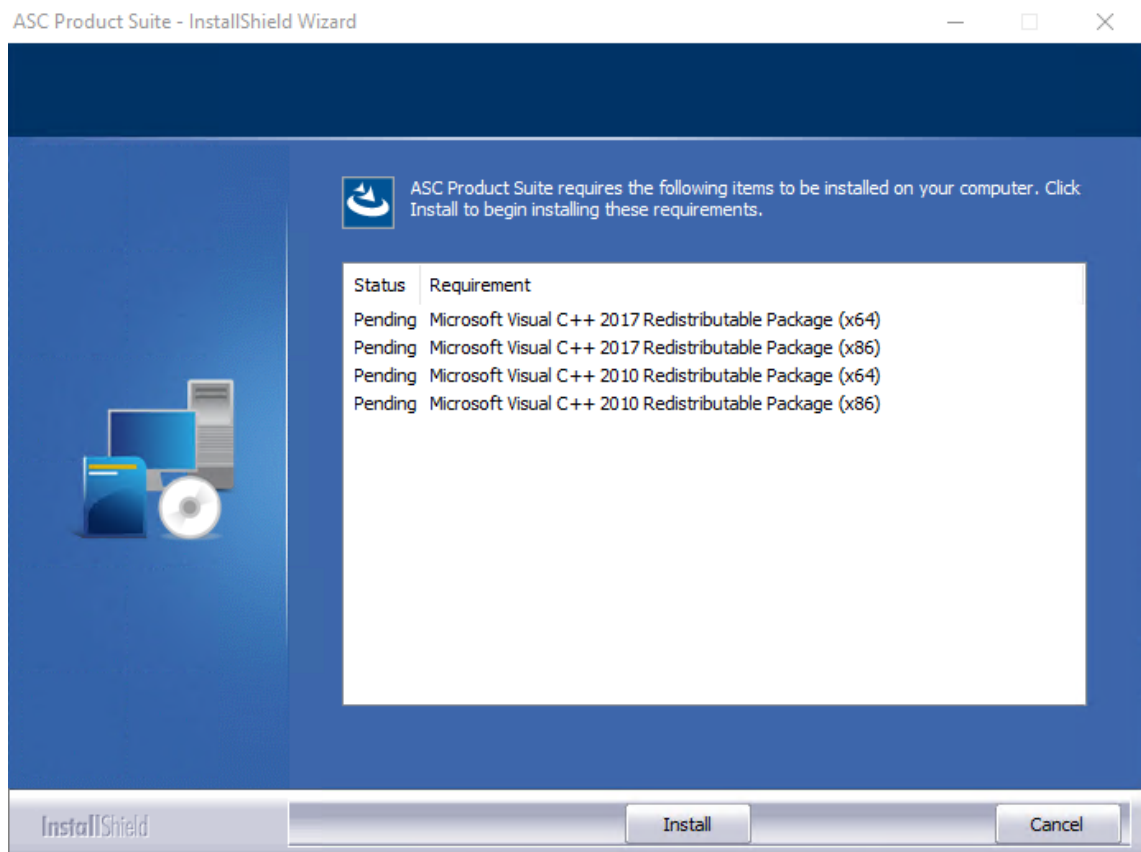 ASC Product Suite - InstallShield Wizard
ASC Product Suite requires the following items to be installed on your computer. Click
Install to begin installing these requirements.
Status Requirement
Pending Microsoft Visual C++ 2017 Redistributable Package (x64)
Pending Microsoft Visual C++ 2017 Redistributable Package (x86)
Pending Microsoft Visual C++ 2010 Redistributable Package (x64)
Pending Microsoft Visual C++ 2010 Redistributable Package (x86)
InstallShield
Install
Cancel